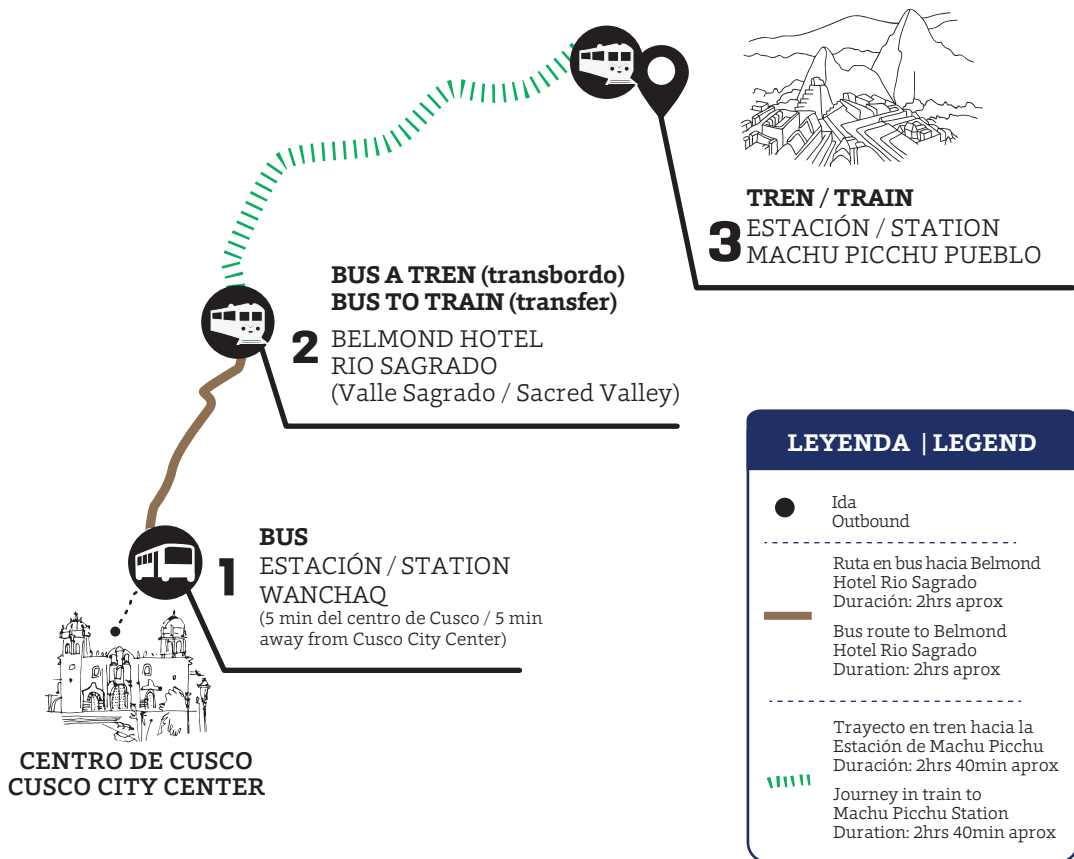 TREN / TRAIN
3
ESTACIÓN / STATION
MACHU PICCHU PUEBLO
BUS A TREN (transbordo)
BUS TO TRAIN (transfer)
2
BELMOND HOTEL
RIO SAGRADO
(Valle Sagrado / Sacred Valley)
BUS
1
ESTACIÓN / STATION
WANCHAQ
(5 min del centro de Cusco / 5 min
away from Cusco City Center)
CENTRO DE CUSCO
CUSCO CITY CENTER
LEYENDA | LEGEND
Ida
Outbound
Ruta en bus hacia Belmond
Hotel Rio Sagrado
Duración: 2hrs aprox
Bus route to Belmond
Hotel Rio Sagrado
Duration: 2hrs aprox
Trayecto en tren hacia la
Estación de Machu Picchu
Duración: 2hrs 40min aprox
Journey in train to
Machu Picchu Station
Duration: 2hrs 40min aprox